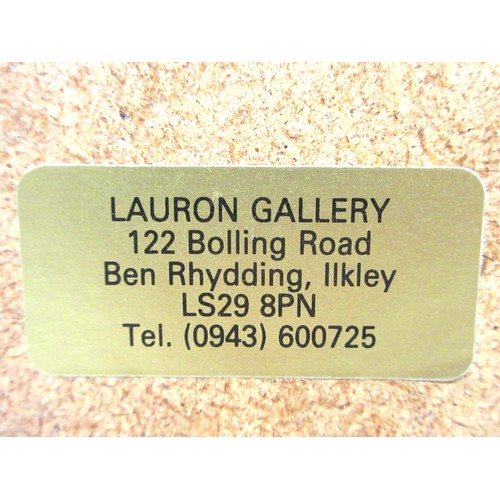 LAURON GALLERY
122 Bolling Road
Ben Rhydding, Ilkley
LS29 8PN
Tel. (0943) 600725